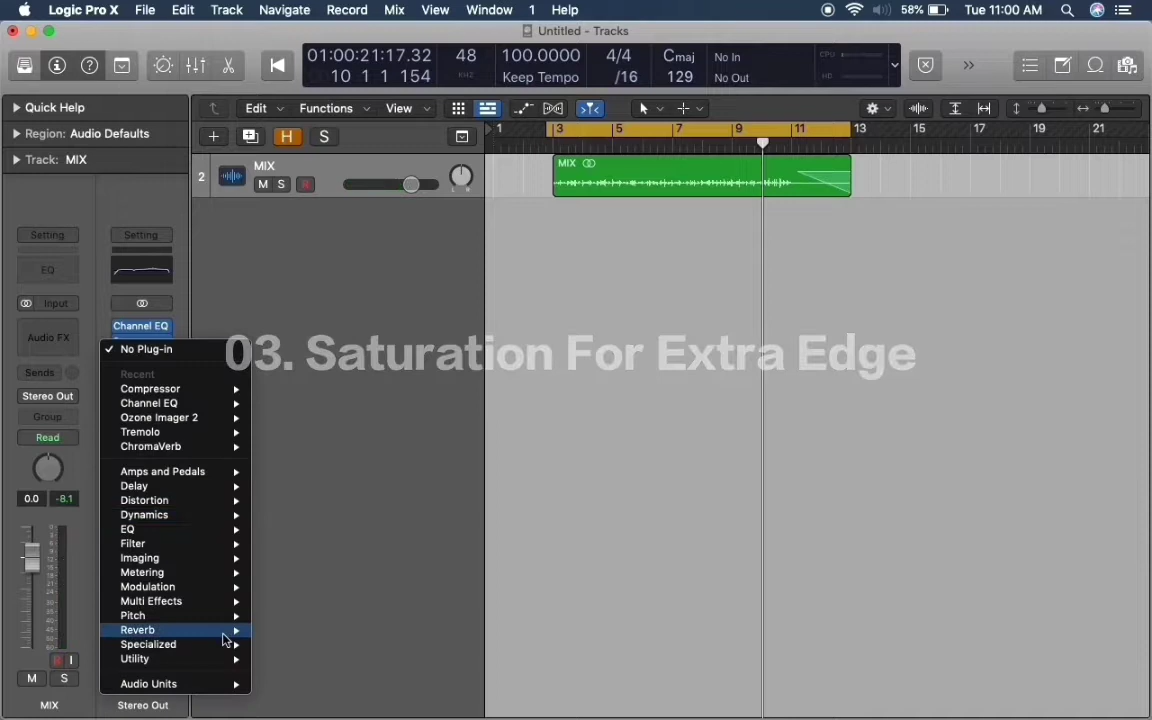 Logic Pro X File Edit Track Navigate Record Mix View Window 1 Help 58% Tue 11:00 AM
Untitled - Tracks
01:00:21:17.32 48 100.0000 4/4 Cmaj No In CPU
10 1 1 154 KHZ Keep Tempo /16 129 No Out HD
Quick Help Edit Functions View
Region: Audio Defaults H S 1 3 5 7 9 11 13 15 17 19 21
Track: MIX
2 MIX MIX
M S R L R
Setting Setting
EQ
Input
Channel EQ
Audio FX
No Plug-in
03. Saturation For Extra Edge
Sends Recent
Stereo Out Compressor
Channel EQ
Group Ozone Imager 2
Read Tremolo
ChromaVerb
Amps and Pedals
Delay
0.0 -8.1 Distortion
Dynamics
EQ
Filter
Imaging
Metering
Modulation
Multi Effects
Pitch
Reverb
Specialized
R I Utility
M S Audio Units
MIX Stereo Out